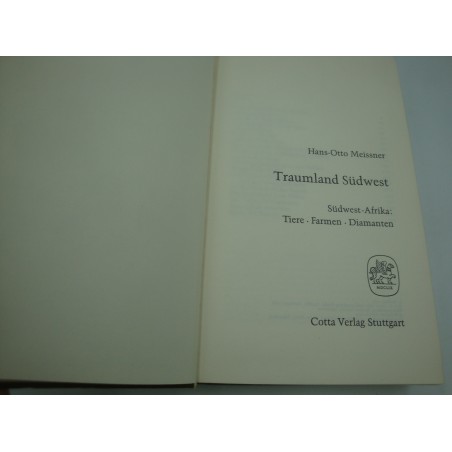 Hans-Otto Meissner
Traumland Südwest
Südwest-Afrika:
Tiere · Farmen · Diamanten
Cotta Verlag Stuttgart